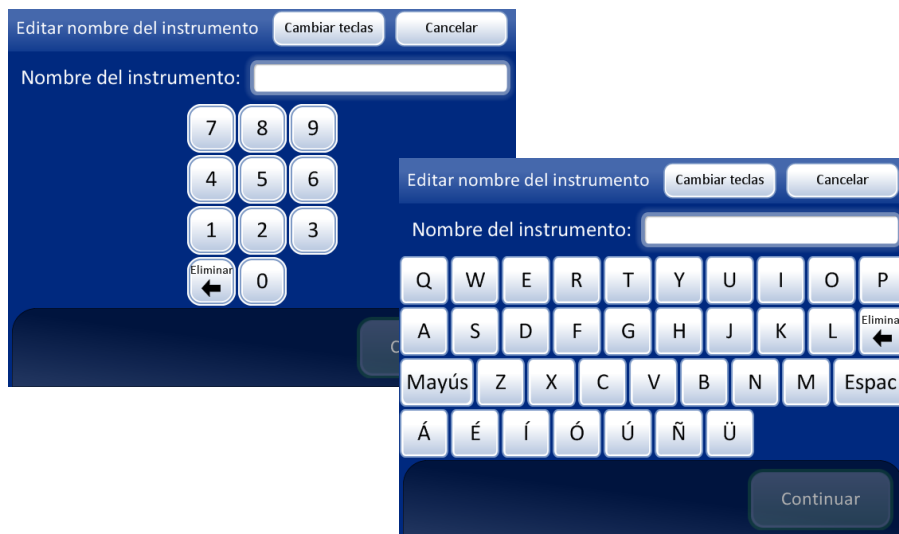 Editar nombre del instrumento Cambiar teclas Cancelar
Nombre del instrumento:
7 8 9
4 5 6
1 2 3
Eliminar 0
C
Editar nombre del instrumento Cambiar teclas Cancelar
Nombre del instrumento:
Q W E R T Y U I O P
A S D F G H J K L Elimina
Mayús Z X C V B N M Espac
Á É Í Ó Ú Ñ Ü
Continuar